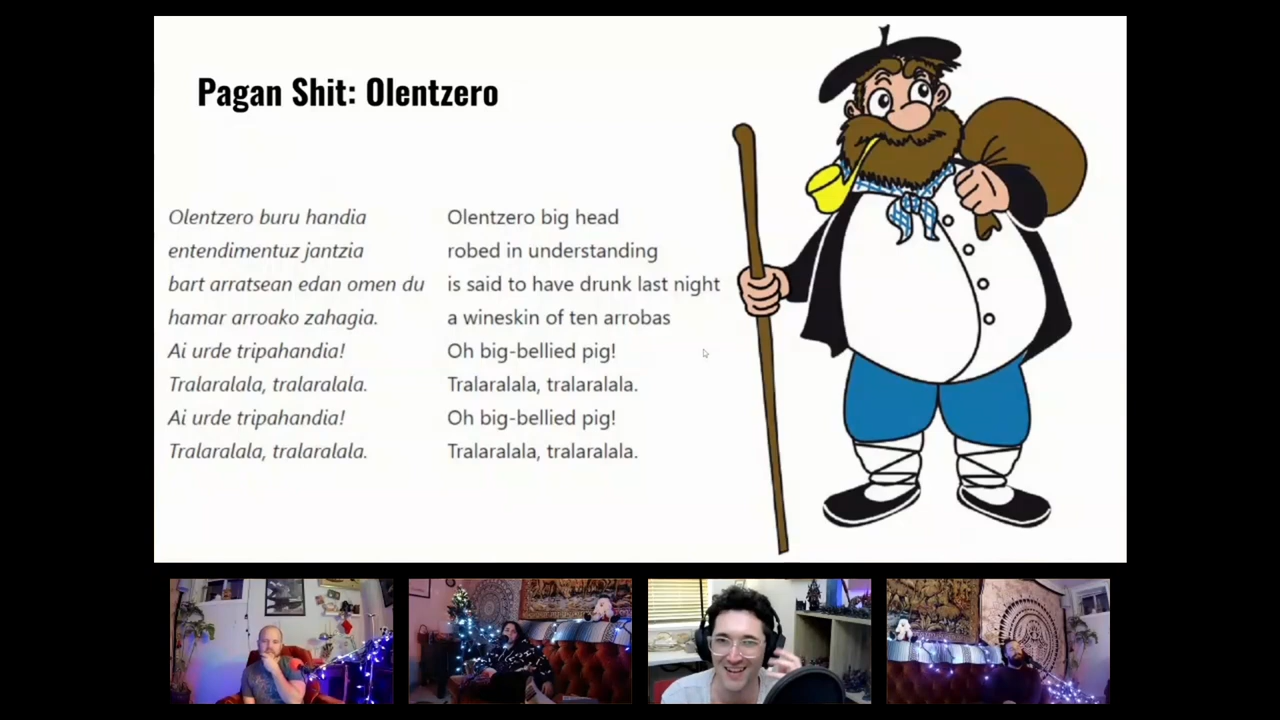 Pagan Shit: Olentzero
Olentzero buru handia
entendimentuz jantzia
bart arratsean edan omen du
hamar arroako zahagia.
Ai urde tripahandia!
Tralaralala, tralaralala.
Ai urde tripahandia!
Tralaralala, tralaralala.
Olentzero big head
robed in understanding
is said to have drunk last night
a wineskin of ten arrobas
Oh big-bellied pig!
Tralaralala, tralaralala.
Oh big-bellied pig!
Tralaralala, tralaralala.